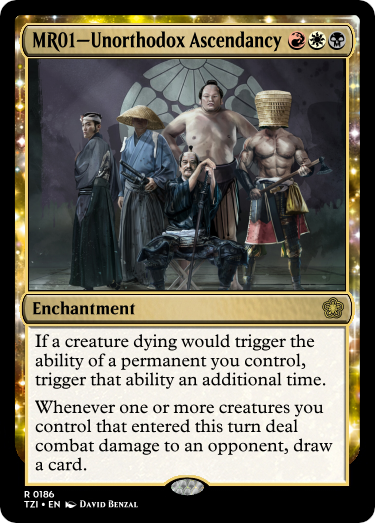 MR01—Unorthodox Ascendancy
Enchantment
If a creature dying would trigger the
ability of a permanent you control,
trigger that ability an additional time.
Whenever one or more creatures you
control that entered this turn deal
combat damage to an opponent, draw
a card.
R 0186
TZI • EN David Benzal